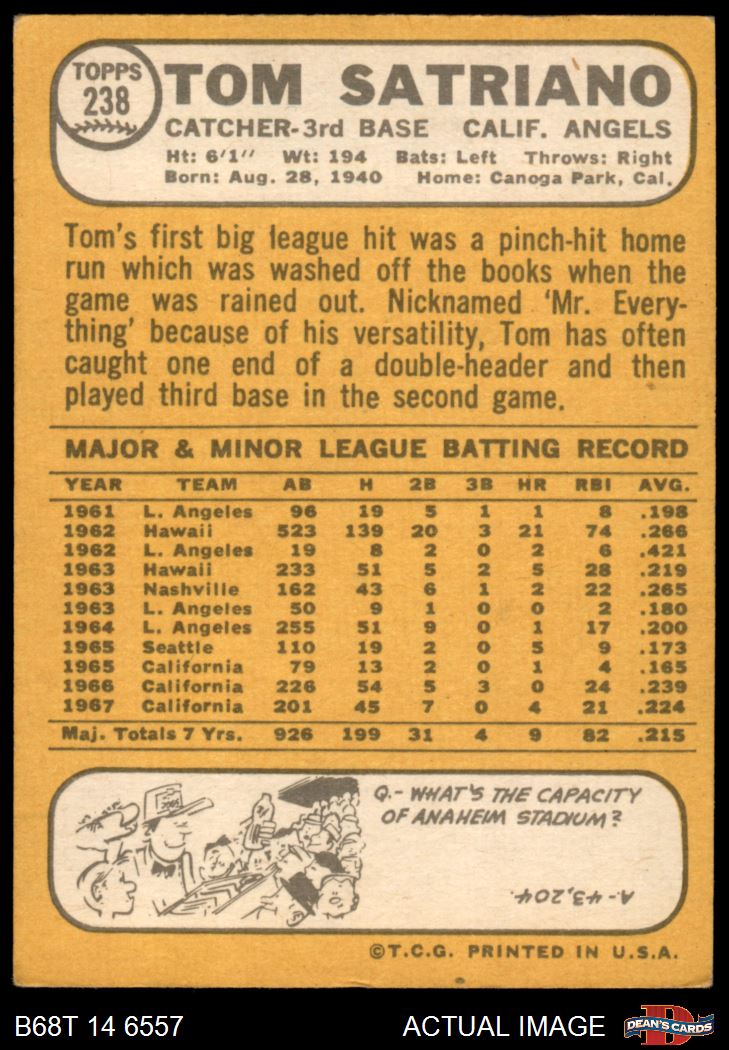 TOPPS
238
TOM SATRIANO
CATCHER-3rd BASE CALIF. ANGELS
Ht: 6'1" Wt: 194 Bats: Left Throws: Right
Born: Aug. 28, 1940 Home: Canoga Park, Cal.
Tom's first big league hit was a pinch-hit home
run which was washed off the books when the
game was rained out. Nicknamed 'Mr. Every-
thing' because of his versatility, Tom has often
caught one end of a double-header and then
played third base in the second game.
MAJOR & MINOR LEAGUE BATTING RECORD
YEAR TEAM AB H 2B 3B HR RBI AVG.
1961 L. Angeles 96 19 5 1 1 8 .198
1962 Hawaii 523 139 20 3 21 74 .266
1962 L. Angeles 19 8 2 0 2 6 .421
1963 Hawaii 233 51 5 2 5 28 .219
1963 Nashville 162 43 6 1 2 22 .265
1963 L. Angeles 50 9 1 0 0 2 .180
1964 L. Angeles 255 51 9 0 1 17 .200
1965 Seattle 110 19 2 0 5 9 .173
1965 California 79 13 2 0 1 4 .165
1966 California 226 54 5 3 0 24 .239
1967 California 201 45 7 0 4 21 .224
Maj. Totals 7 Yrs. 926 199 31 4 9 82 .215
Q.- WHAT'S THE CAPACITY
OF ANAHEIM STADIUM?
A-43,204.
©T.C.G. PRINTED IN U.S.A.
B68T 14 6557 ACTUAL IMAGE
DEAN'S CARDS